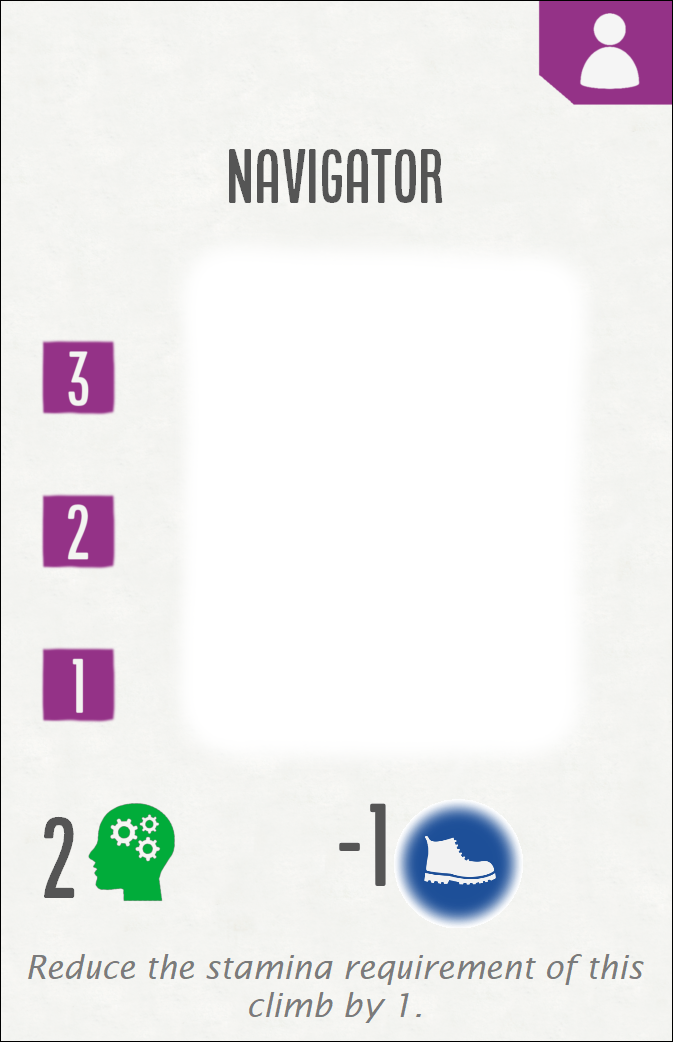 NAVIGATOR
3
2
1
2
-1
Reduce the stamina requirement of this
climb by 1.